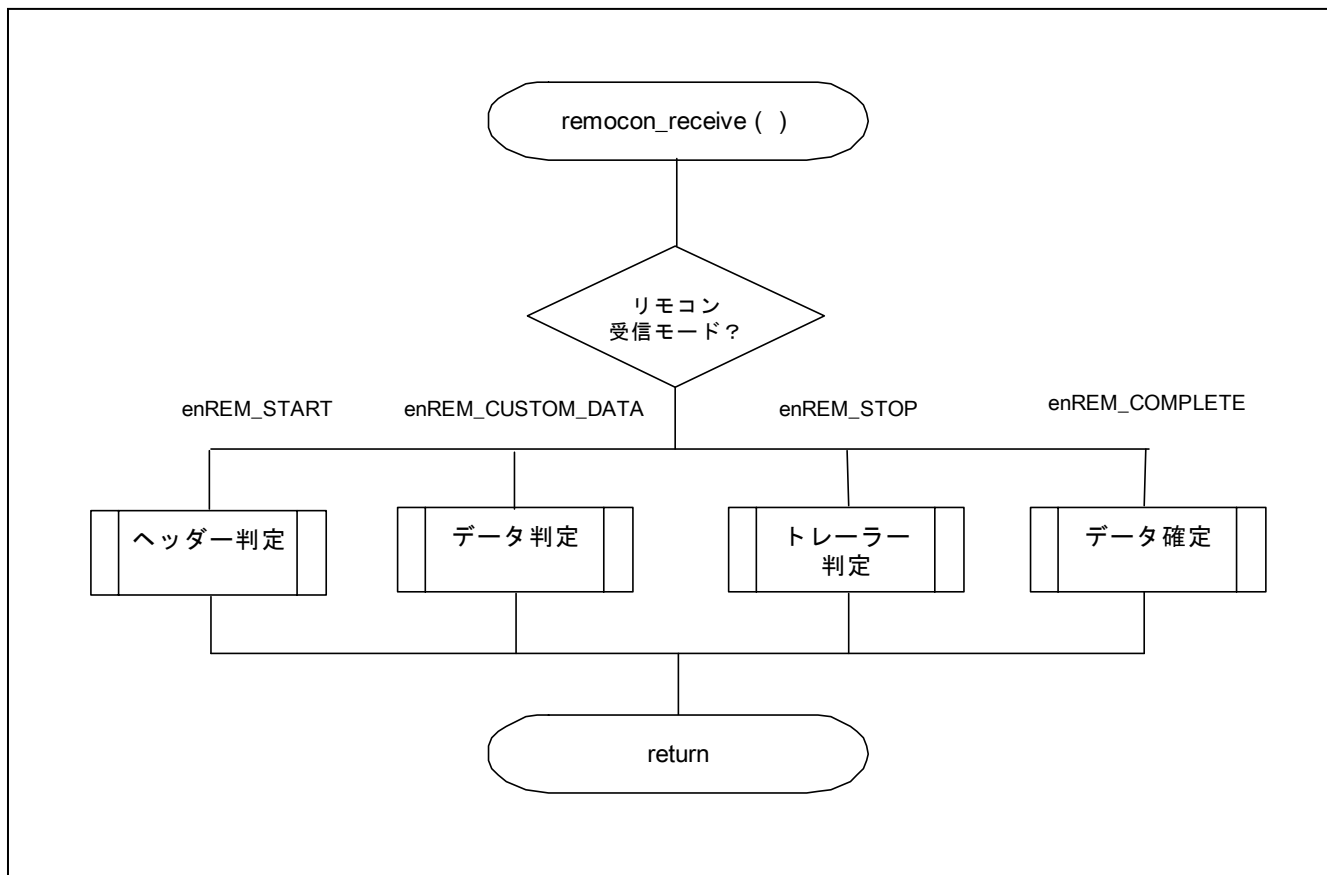 remocon_receive ( )
リモコン
受信モード？
enREM_START
enREM_CUSTOM_DATA
enREM_STOP
enREM_COMPLETE
ヘッダー判定
データ判定
トレーラー
判定
データ確定
return